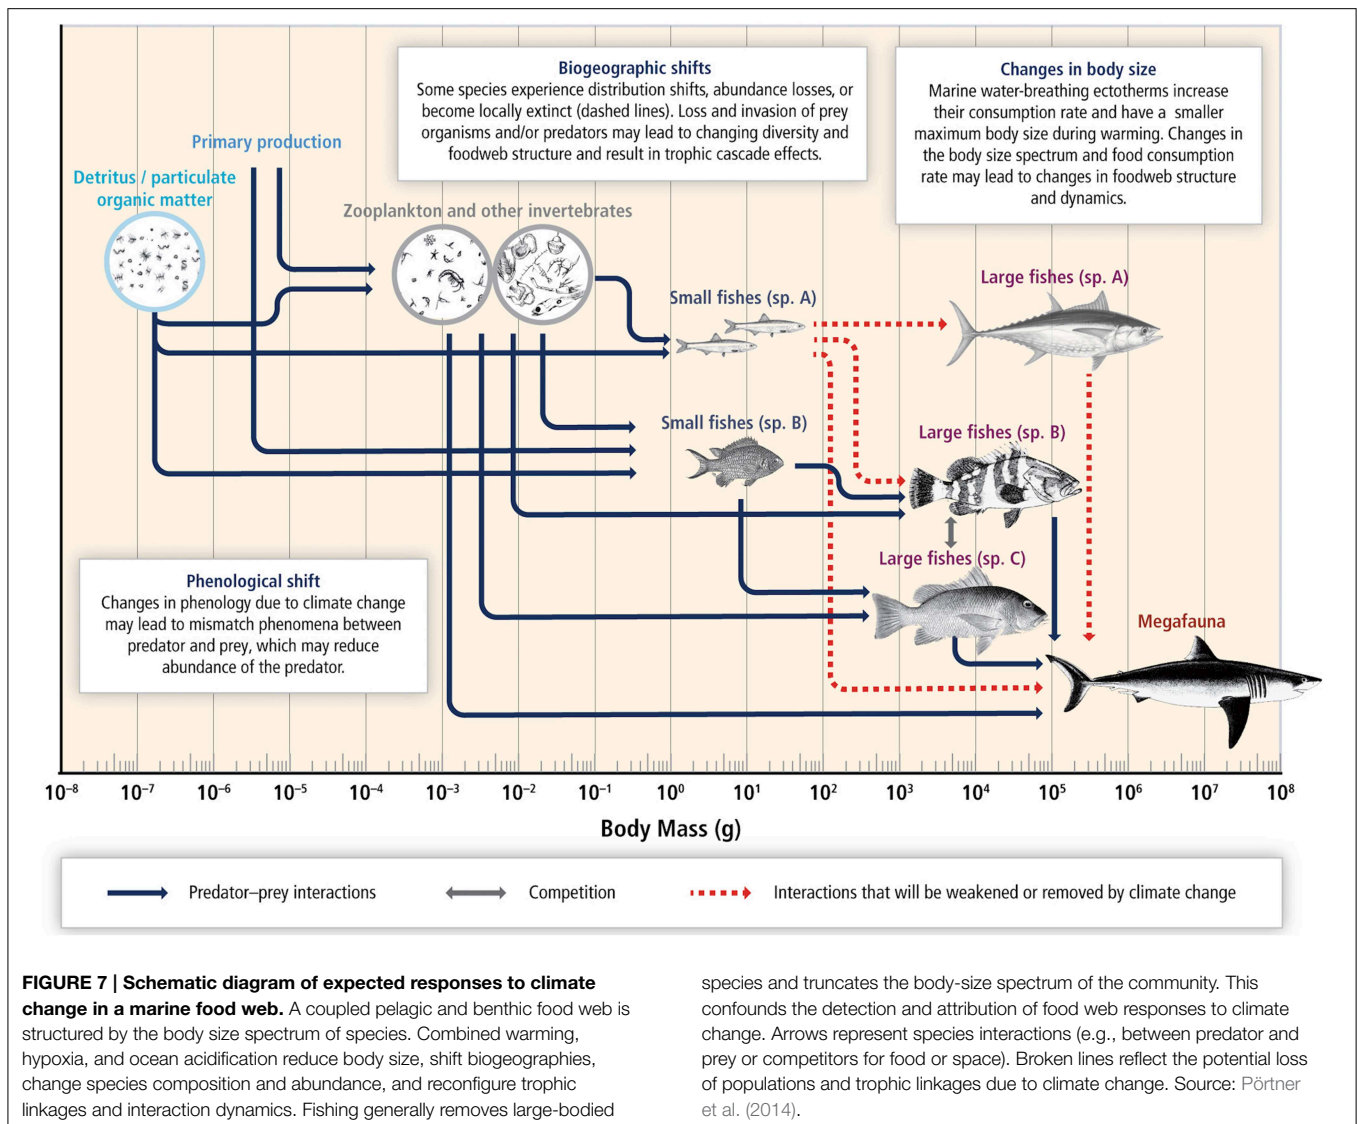 Biogeographic shifts
Some species experience distribution shifts, abundance losses, or
become locally extinct (dashed lines). Loss and invasion of prey
organisms and/or predators may lead to changing diversity and
foodweb structure and result in trophic cascade effects.
Changes in body size
Marine water-breathing ectotherms increase
their consumption rate and have a smaller
maximum body size during warming. Changes in
the body size spectrum and food consumption
rate may lead to changes in foodweb structure
and dynamics.
Primary production
Detritus / particulate
organic matter
Zooplankton and other invertebrates
Small fishes (sp. A)
Large fishes (sp. A)
Small fishes (sp. B)
Large fishes (sp. B)
Large fishes (sp. C)
Megafauna
Phenological shift
Changes in phenology due to climate change
may lead to mismatch phenomena between
predator and prey, which may reduce
abundance of the predator.
10⁻⁸ 10⁻⁷ 10⁻⁶ 10⁻⁵ 10⁻⁴ 10⁻³ 10⁻² 10⁻¹ 10⁰ 10¹ 10² 10³ 10⁴ 10⁵ 10⁶ 10⁷ 10⁸
Body Mass (g)
Predator–prey interactions
Competition
Interactions that will be weakened or removed by climate change
FIGURE 7 | Schematic diagram of expected responses to climate
change in a marine food web. A coupled pelagic and benthic food web is
structured by the body size spectrum of species. Combined warming,
hypoxia, and ocean acidification reduce body size, shift biogeographies,
change species composition and abundance, and reconfigure trophic
linkages and interaction dynamics. Fishing generally removes large-bodied
species and truncates the body-size spectrum of the community. This
confounds the detection and attribution of food web responses to climate
change. Arrows represent species interactions (e.g., between predator and
prey or competitors for food or space). Broken lines reflect the potential loss
of populations and trophic linkages due to climate change. Source: Pörtner
et al. (2014).